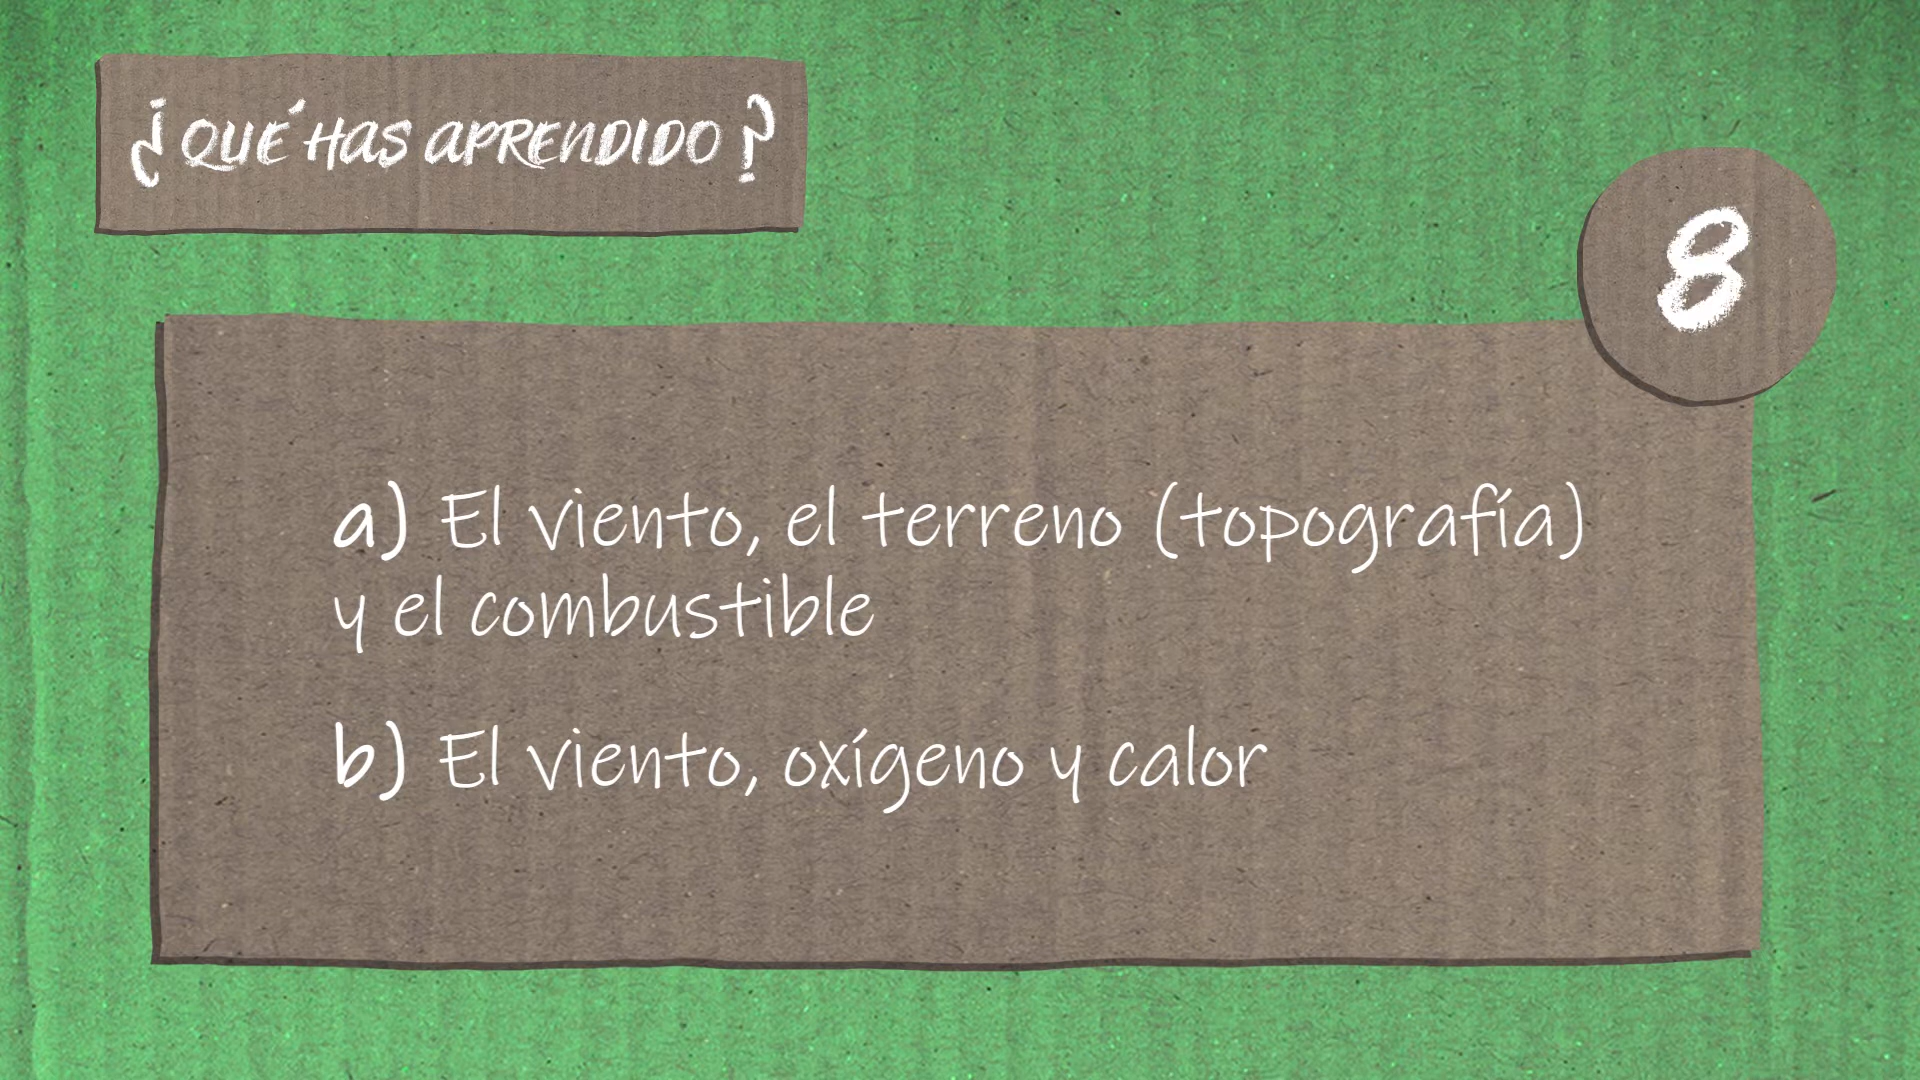 ¿QUÉ HAS APRENDIDO?
8
a) El viento, el terreno (topografía)
y el combustible
b) El viento, oxígeno y calor